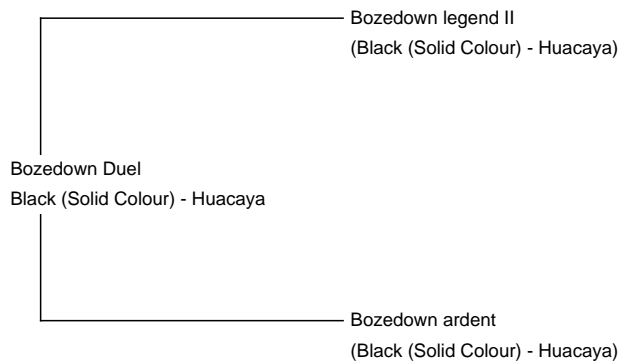 Bozedown legend II
(Black (Solid Colour) - Huacaya)
Bozedown Duel
Black (Solid Colour) - Huacaya
Bozedown ardent
(Black (Solid Colour) - Huacaya)